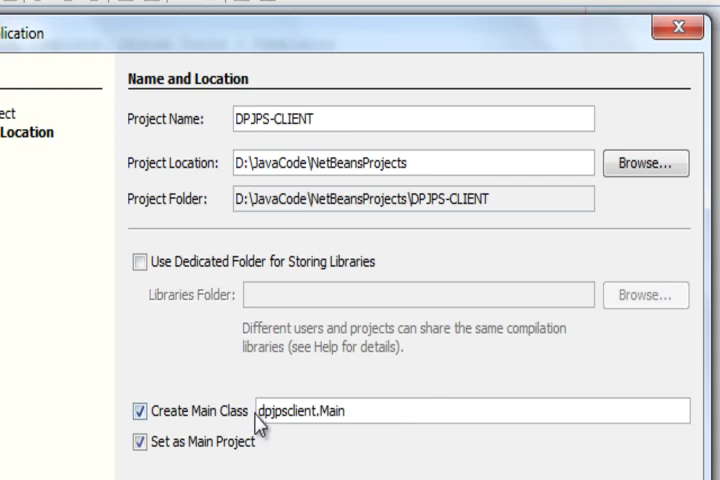 lication
Name and Location
ect
Location
Project Name: DPJPS-CLIENT
Project Location: D:\JavaCode\NetBeansProjects Browse...
Project Folder: D:\JavaCode\NetBeansProjects\DPJPS-CLIENT
Use Dedicated Folder for Storing Libraries
Libraries Folder: Browse...
Different users and projects can share the same compilation
libraries (see Help for details).
Create Main Class dpjpsclient.Main
Set as Main Project